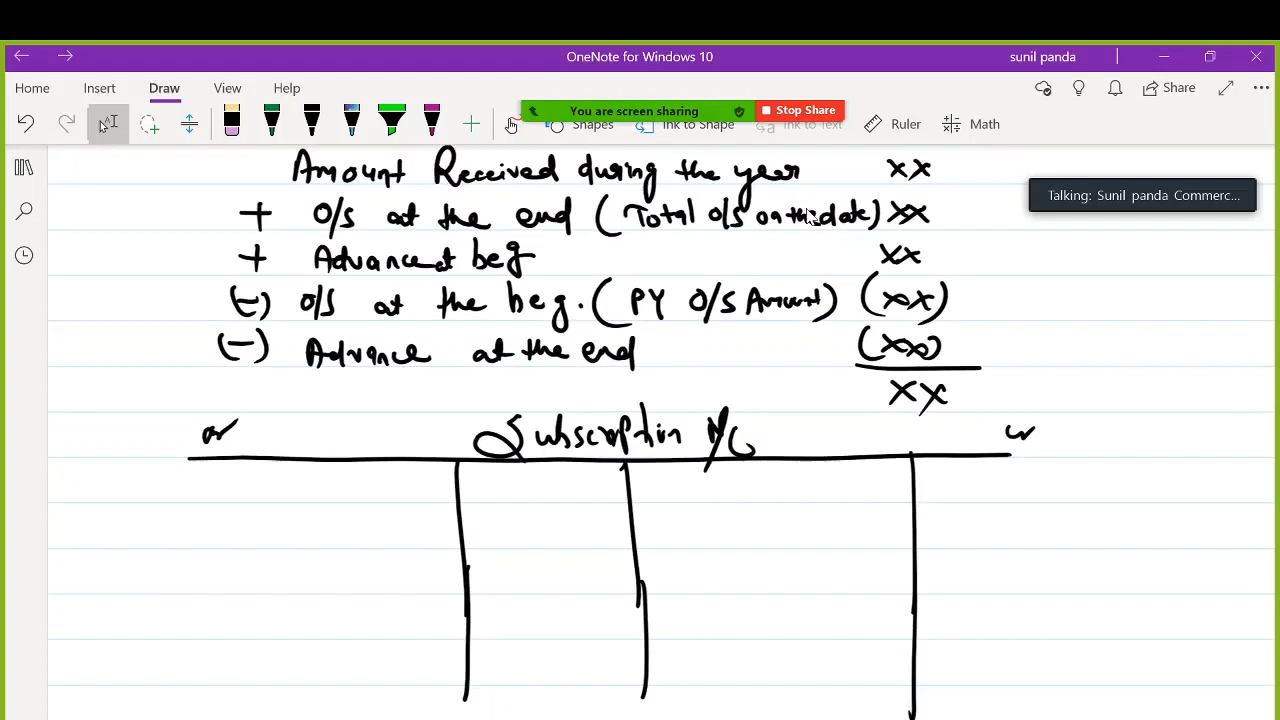 OneNote for Windows 10
sunil panda
Home Insert Draw View Help
Share
You are screen sharing
Stop Share
Shapes Ink to Shape Ink to Text Ruler Math
Talking: Sunil panda Commerc...
Amount Received during the year xx
+ O/S at the end (Total O/S on the date) xx
+ Advance at beg xx
(-) O/S at the beg. (PY O/S Amount) (xx)
(-) Advance at the end (xx)
xx
Dr Subscription A/C Cr